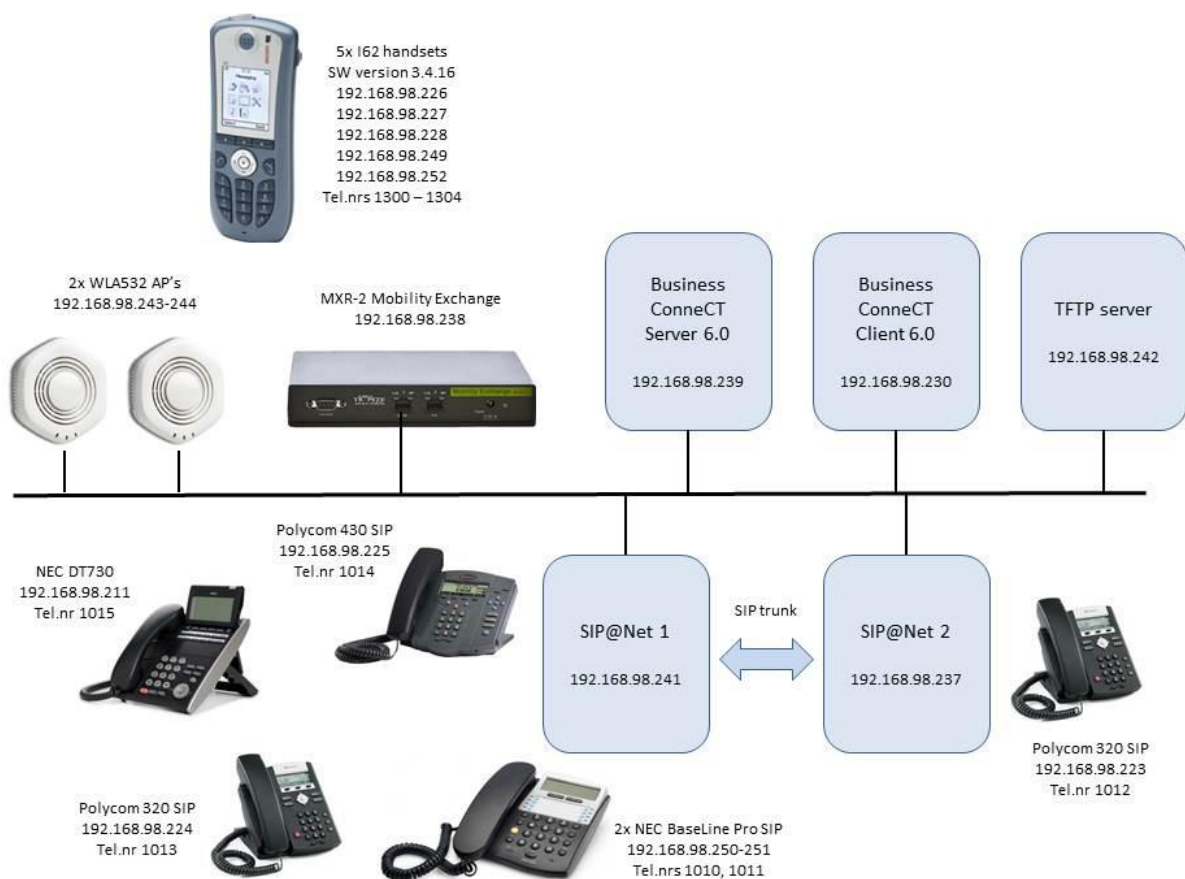 5x I62 handsets
SW version 3.4.16
192.168.98.226
192.168.98.227
192.168.98.228
192.168.98.249
192.168.98.252
Tel.nrs 1300 – 1304
2x WLA532 AP's
192.168.98.243-244
MXR-2 Mobility Exchange
192.168.98.238
Mobility Exchange
Business
ConneCT
Server 6.0
192.168.98.239
Business
ConneCT
Client 6.0
192.168.98.230
TFTP server
192.168.98.242
Polycom 430 SIP
192.168.98.225
Tel.nr 1014
NEC DT730
192.168.98.211
Tel.nr 1015
SIP@Net 1
192.168.98.241
SIP trunk
SIP@Net 2
192.168.98.237
Polycom 320 SIP
192.168.98.223
Tel.nr 1012
Polycom 320 SIP
192.168.98.224
Tel.nr 1013
2x NEC BaseLine Pro SIP
192.168.98.250-251
Tel.nrs 1010, 1011